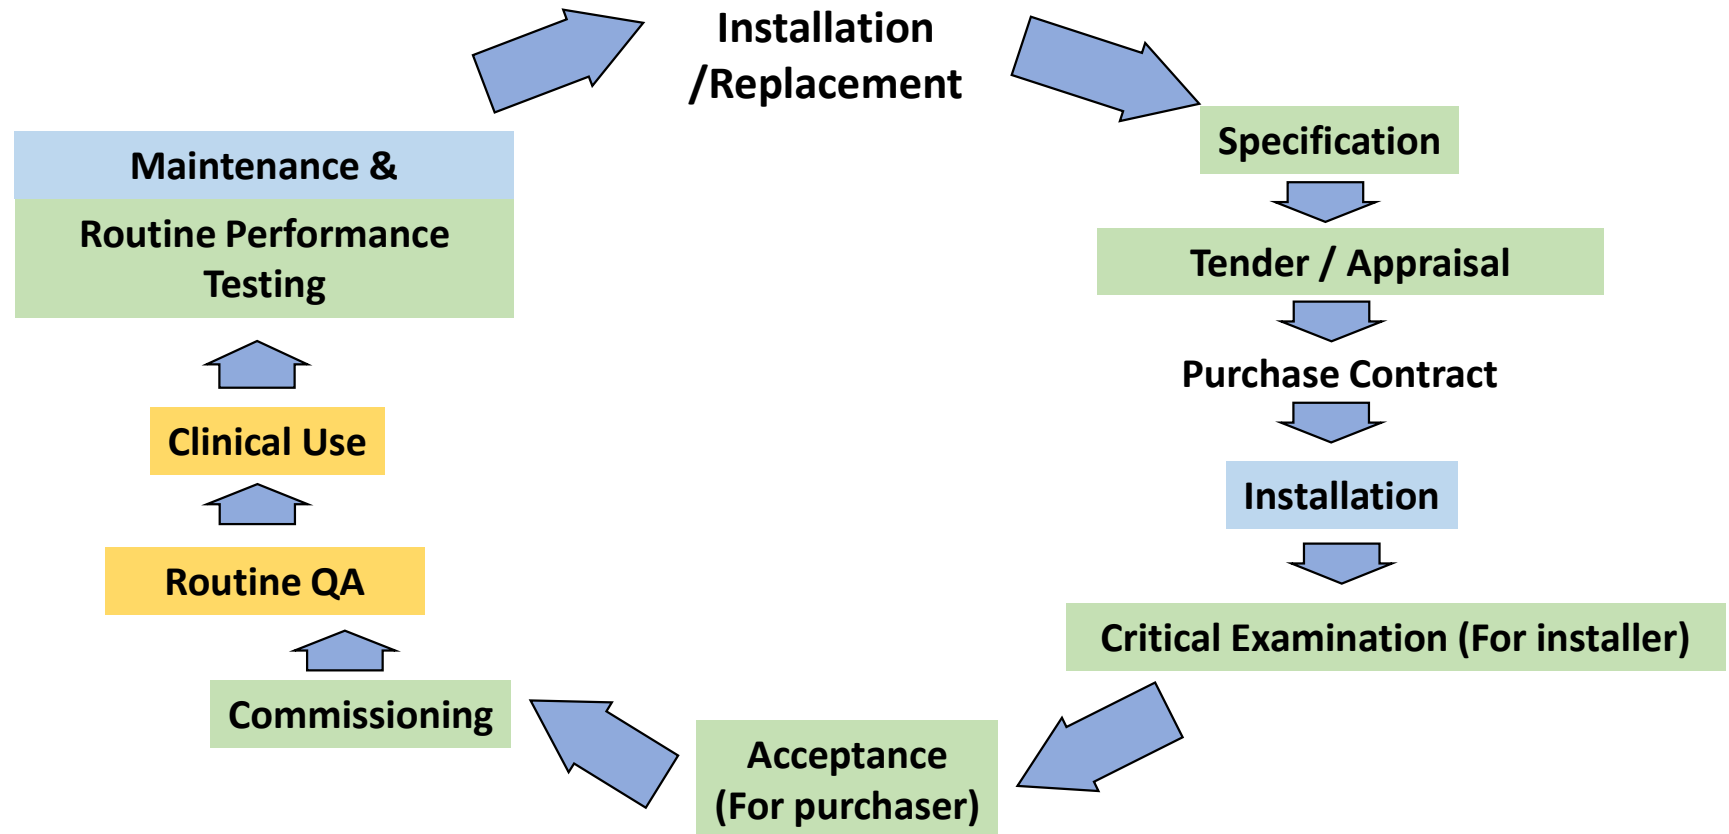 Installation
/Replacement
Specification
Tender / Appraisal
Purchase Contract
Installation
Critical Examination (For installer)
Acceptance
(For purchaser)
Commissioning
Routine QA
Clinical Use
Maintenance &
Routine Performance
Testing